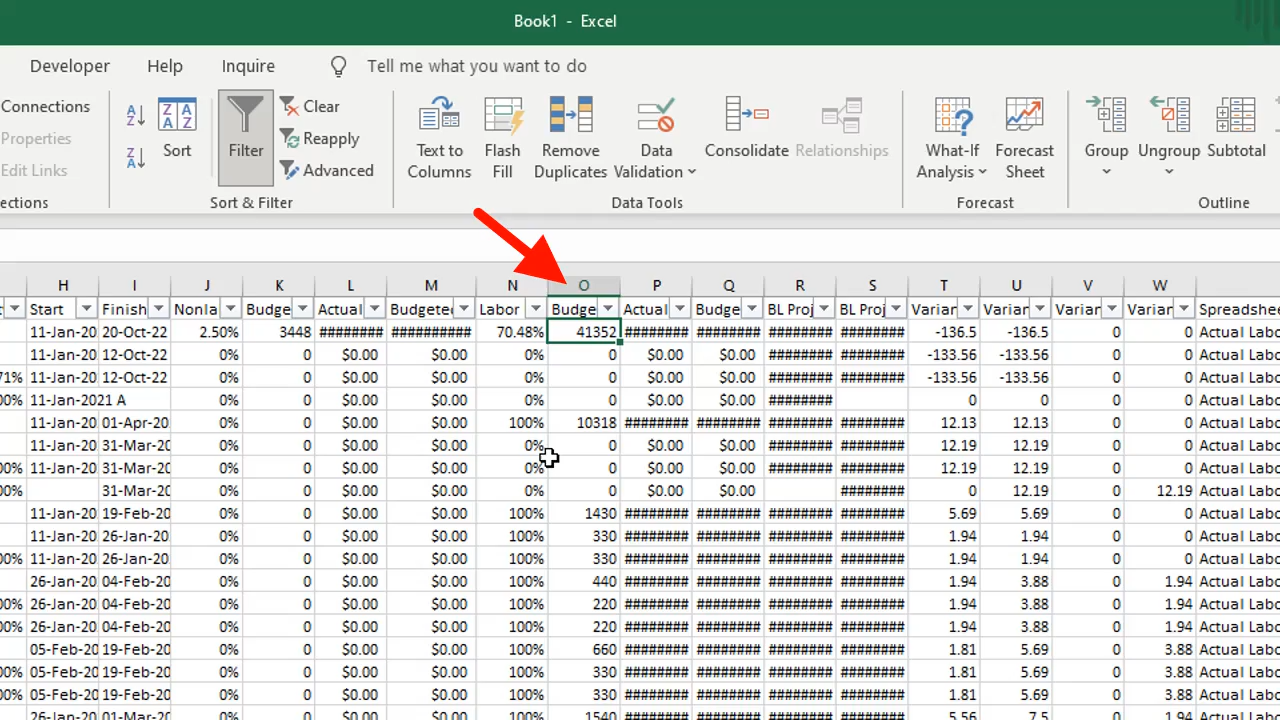 Book1 - Excel
Developer Help Inquire Tell me what you want to do
Connections
Properties
Edit Links
Sort
Filter
Clear
Reapply
Advanced
Text to
Columns
Flash
Fill
Remove
Duplicates
Data
Validation
Consolidate
Relationships
What-If
Analysis
Forecast
Sheet
Group
Ungroup
Subtotal
ections Sort & Filter Data Tools Forecast Outline
H I J K L M N O P Q R S T U V W
Start Finish Nonla Budge Actual Budgete Labor Budge Actual Budge BL Proj BL Proj Varian Varian Varian Varian Spreadshee
11-Jan-20 20-Oct-22 2.50% 3448 ######## ########## 70.48% 41352 ######## ######## ######## ######## -136.5 -136.5 0 0 Actual Labo
11-Jan-20 12-Oct-22 0% 0 $0.00 $0.00 0% 0 $0.00 $0.00 ######## ######## -133.56 -133.56 0 0 Actual Labo
71% 11-Jan-20 12-Oct-22 0% 0 $0.00 $0.00 0% 0 $0.00 $0.00 ######## ######## -133.56 -133.56 0 0 Actual Labo
00% 11-Jan-2021 A 0% 0 $0.00 $0.00 0% 0 $0.00 $0.00 ######## 0 0 0 0 Actual Labo
11-Jan-20 01-Apr-20 0% 0 $0.00 $0.00 100% 10318 ######## ######## ######## ######## 12.13 12.13 0 0 Actual Labo
11-Jan-20 31-Mar-20 0% 0 $0.00 $0.00 0% 0 $0.00 $0.00 ######## ######## 12.19 12.19 0 0 Actual Labo
00% 11-Jan-20 31-Mar-20 0% 0 $0.00 $0.00 0% 0 $0.00 $0.00 ######## ######## 12.19 12.19 0 0 Actual Labo
00% 31-Mar-20 0% 0 $0.00 $0.00 0% 0 $0.00 $0.00 ######## 0 12.19 0 12.19 Actual Labo
11-Jan-20 19-Feb-20 0% 0 $0.00 $0.00 100% 1430 ######## ######## ######## ######## 5.69 5.69 0 0 Actual Labo
11-Jan-20 26-Jan-20 0% 0 $0.00 $0.00 100% 330 ######## ######## ######## ######## 1.94 1.94 0 0 Actual Labo
00% 11-Jan-20 26-Jan-20 0% 0 $0.00 $0.00 100% 330 ######## ######## ######## ######## 1.94 1.94 0 0 Actual Labo
26-Jan-20 04-Feb-20 0% 0 $0.00 $0.00 100% 440 ######## ######## ######## ######## 1.94 3.88 0 1.94 Actual Labo
00% 26-Jan-20 04-Feb-20 0% 0 $0.00 $0.00 100% 220 ######## ######## ######## ######## 1.94 3.88 0 1.94 Actual Labo
00% 26-Jan-20 04-Feb-20 0% 0 $0.00 $0.00 100% 220 ######## ######## ######## ######## 1.94 3.88 0 1.94 Actual Labo
05-Feb-20 19-Feb-20 0% 0 $0.00 $0.00 100% 660 ######## ######## ######## ######## 1.81 5.69 0 3.88 Actual Labo
00% 05-Feb-20 19-Feb-20 0% 0 $0.00 $0.00 100% 330 ######## ######## ######## ######## 1.81 5.69 0 3.88 Actual Labo
00% 05-Feb-20 19-Feb-20 0% 0 $0.00 $0.00 100% 330 ######## ######## ######## ######## 1.81 5.69 0 3.88 Actual Labo
26-Jan-20 01-Mar-20 0% 0 $0.00 $0.00 100% 1540 ######## ######## ######## ######## 5.56 7.5 0 1.94 Actual Labo